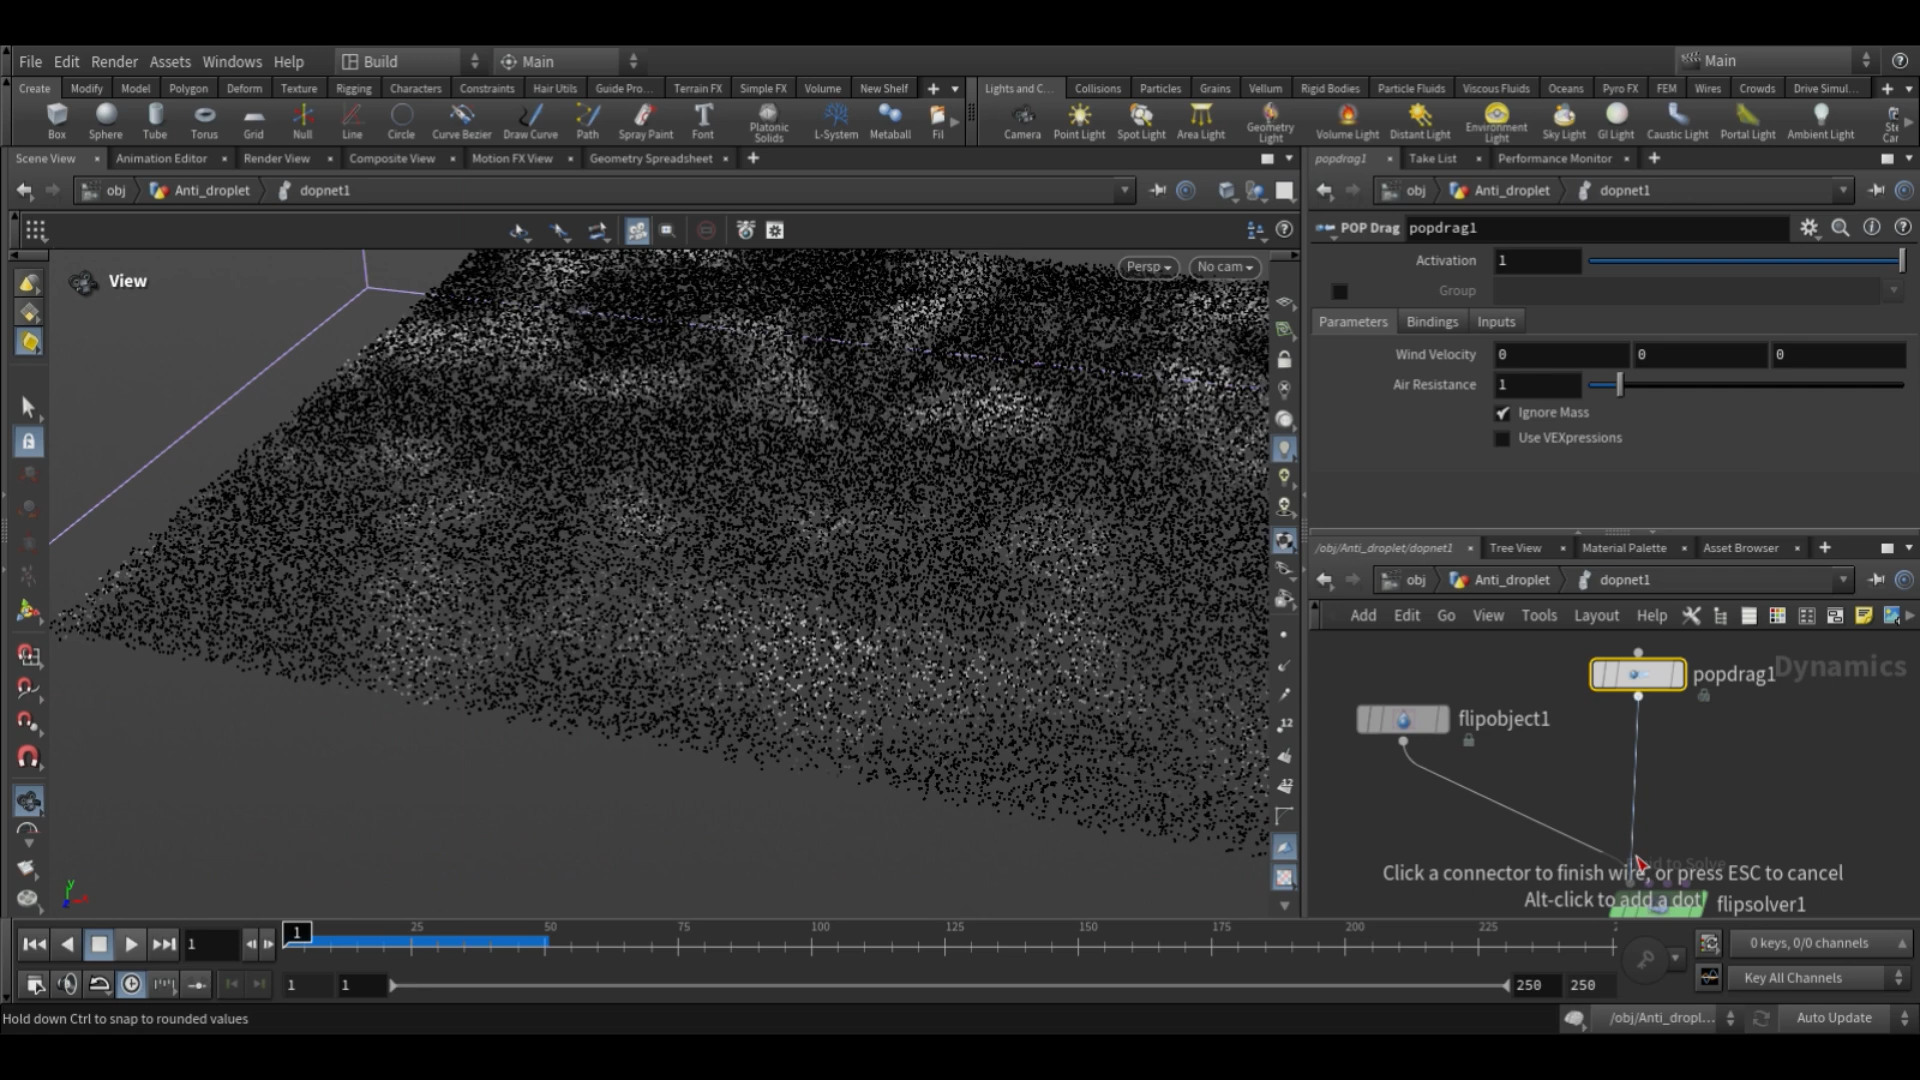 File Edit Render Assets Windows Help Build Main Main
Create Modify Model Polygon Deform Texture Rigging Characters Constraints Hair Utils Guide Pro... Terrain FX Simple FX Volume New Shelf
Lights and C... Collisions Particles Grains Vellum Rigid Bodies Particle Fluids Viscous Fluids Oceans Pyro FX FEM Wires Crowds Drive Simul...
Box Sphere Tube Torus Grid Null Line Circle Curve Bezier Draw Curve Path Spray Paint Font Platonic Solids L-System Metaball Fil
Camera Point Light Spot Light Area Light Geometry Light Volume Light Distant Light Environment Light Sky Light GI Light Caustic Light Portal Light Ambient Light
Scene View Animation Editor Render View Composite View Motion FX View Geometry Spreadsheet
popdrag1 Take List Performance Monitor
obj Anti_droplet dopnet1
obj Anti_droplet dopnet1
POP Drag popdrag1
View
Persp No cam
Activation 1
Group
Parameters Bindings Inputs
Wind Velocity 0 0 0
Air Resistance 1
Ignore Mass
Use VEXpressions
/obj/Anti_droplet/dopnet1 Tree View Material Palette Asset Browser
obj Anti_droplet dopnet1
Add Edit Go View Tools Layout Help
popdrag1
Dynamics
flipobject1
12
12
Click a connector to finish wire, or press ESC to cancel
Alt-click to add a dot
flipsolver1
1 1 25 50 75 100 125 150 175 200 225
0 keys, 0/0 channels
1 1 250 250
Key All Channels
Hold down Ctrl to snap to rounded values
/obj/Anti_dropl... Auto Update